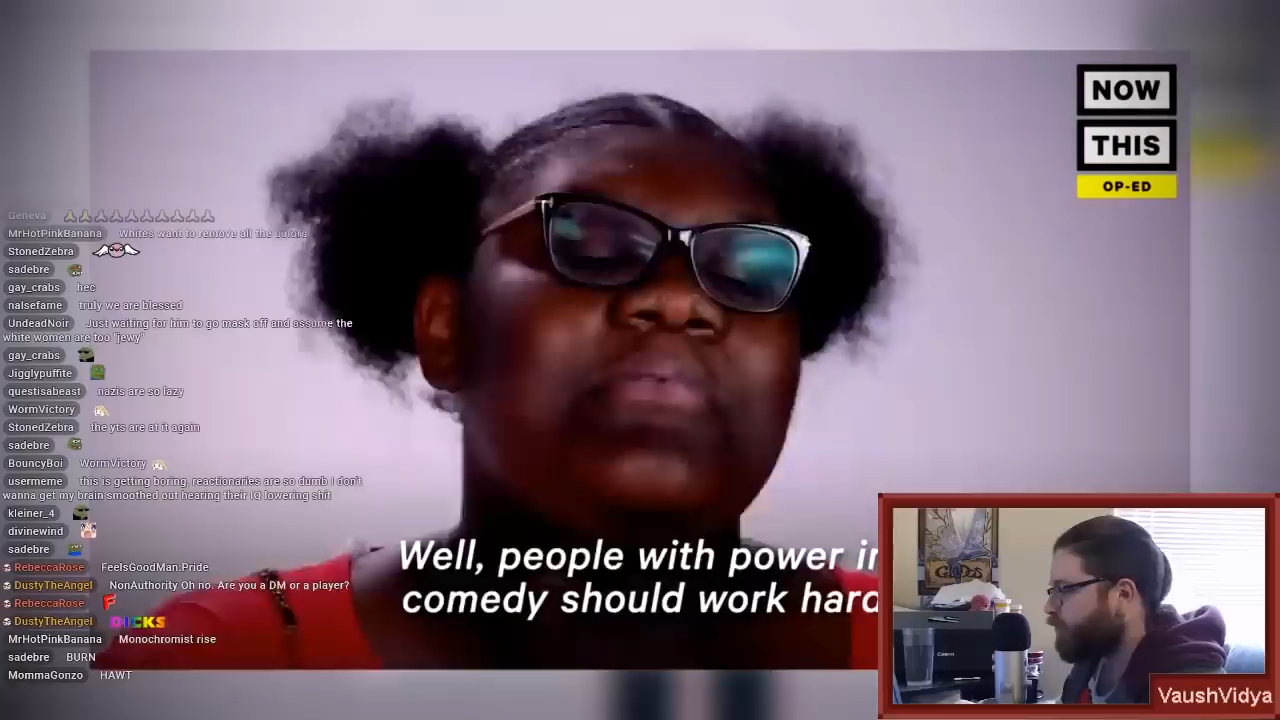 NOW
THIS
OP-ED
Geneva
MrHotPinkBanana Whites want to remove all the colors
StonedZebra
sadebre
gay_crabs hec
nalsefame truly we are blessed
UndeadNoir Just waiting for him to go mask off and assume the
white women are too 'jewy'
gay_crabs
Jigglypuffite
questisabeast nazis are so lazy
WormVictory
StonedZebra the yts are at it again
sadebre
BouncyBoi WormVictory
usermeme this is getting boring, reactionaries are so dumb I don't
wanna get my brain smoothed out hearing their IQ lowering shit
kleiner_4
divinewind
sadebre
RebeccaRose FeelsGoodMan:Pride
DustyTheAngel NonAuthority Oh no. Are you a DM or a player?
RebeccaRose F
DustyTheAngel DICKS
MrHotPinkBanana Monochromist rise
sadebre BURN
MommaGonzo HAWT
Well, people with power in
comedy should work hard
GLaDOS
Canon
VaushVidya